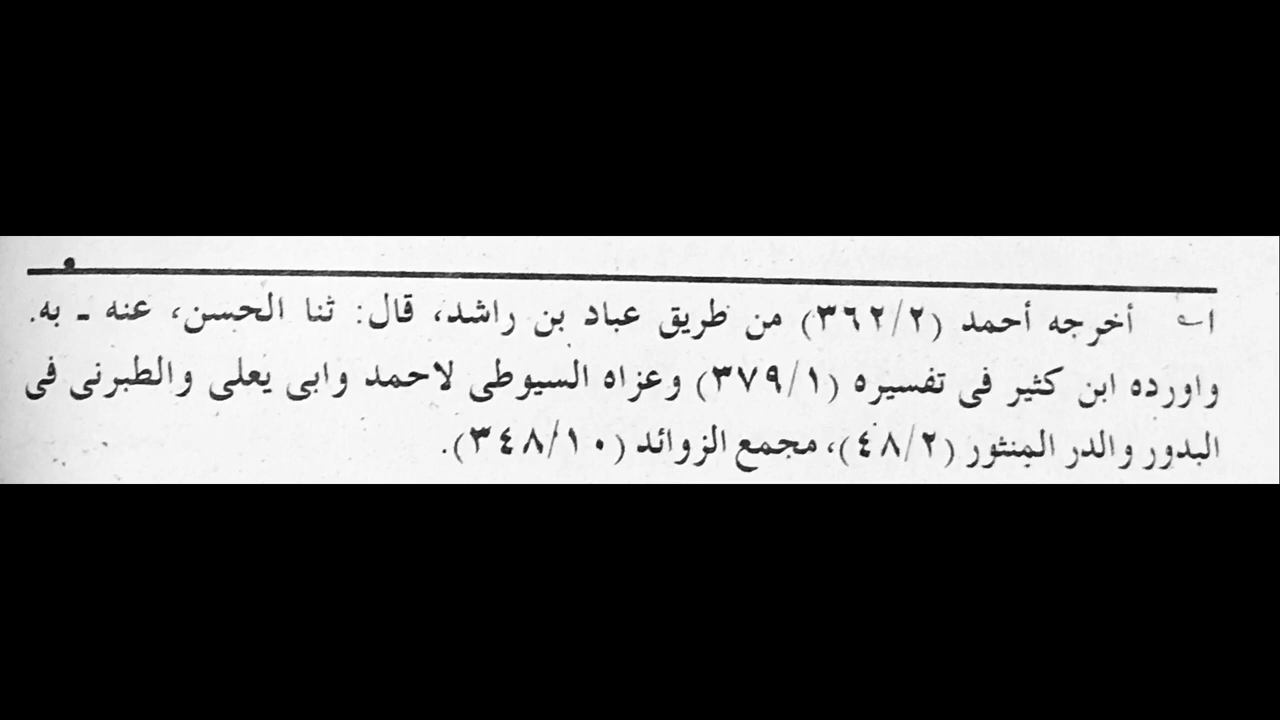 ا؎ أخرجه أحمد (٣٦٢/٢) من طريق عباد بن راشد، قال: ثنا الحسن، عنه ـ به.
واورده ابن كثير فى تفسيره (٣٧٩/١) وعزاه السيوطى لاحمد وابى يعلى والطبرنى فى
البدور والدر المنثور (٤٨/٢)، مجمع الزوائد (٣٤٨/١٠).